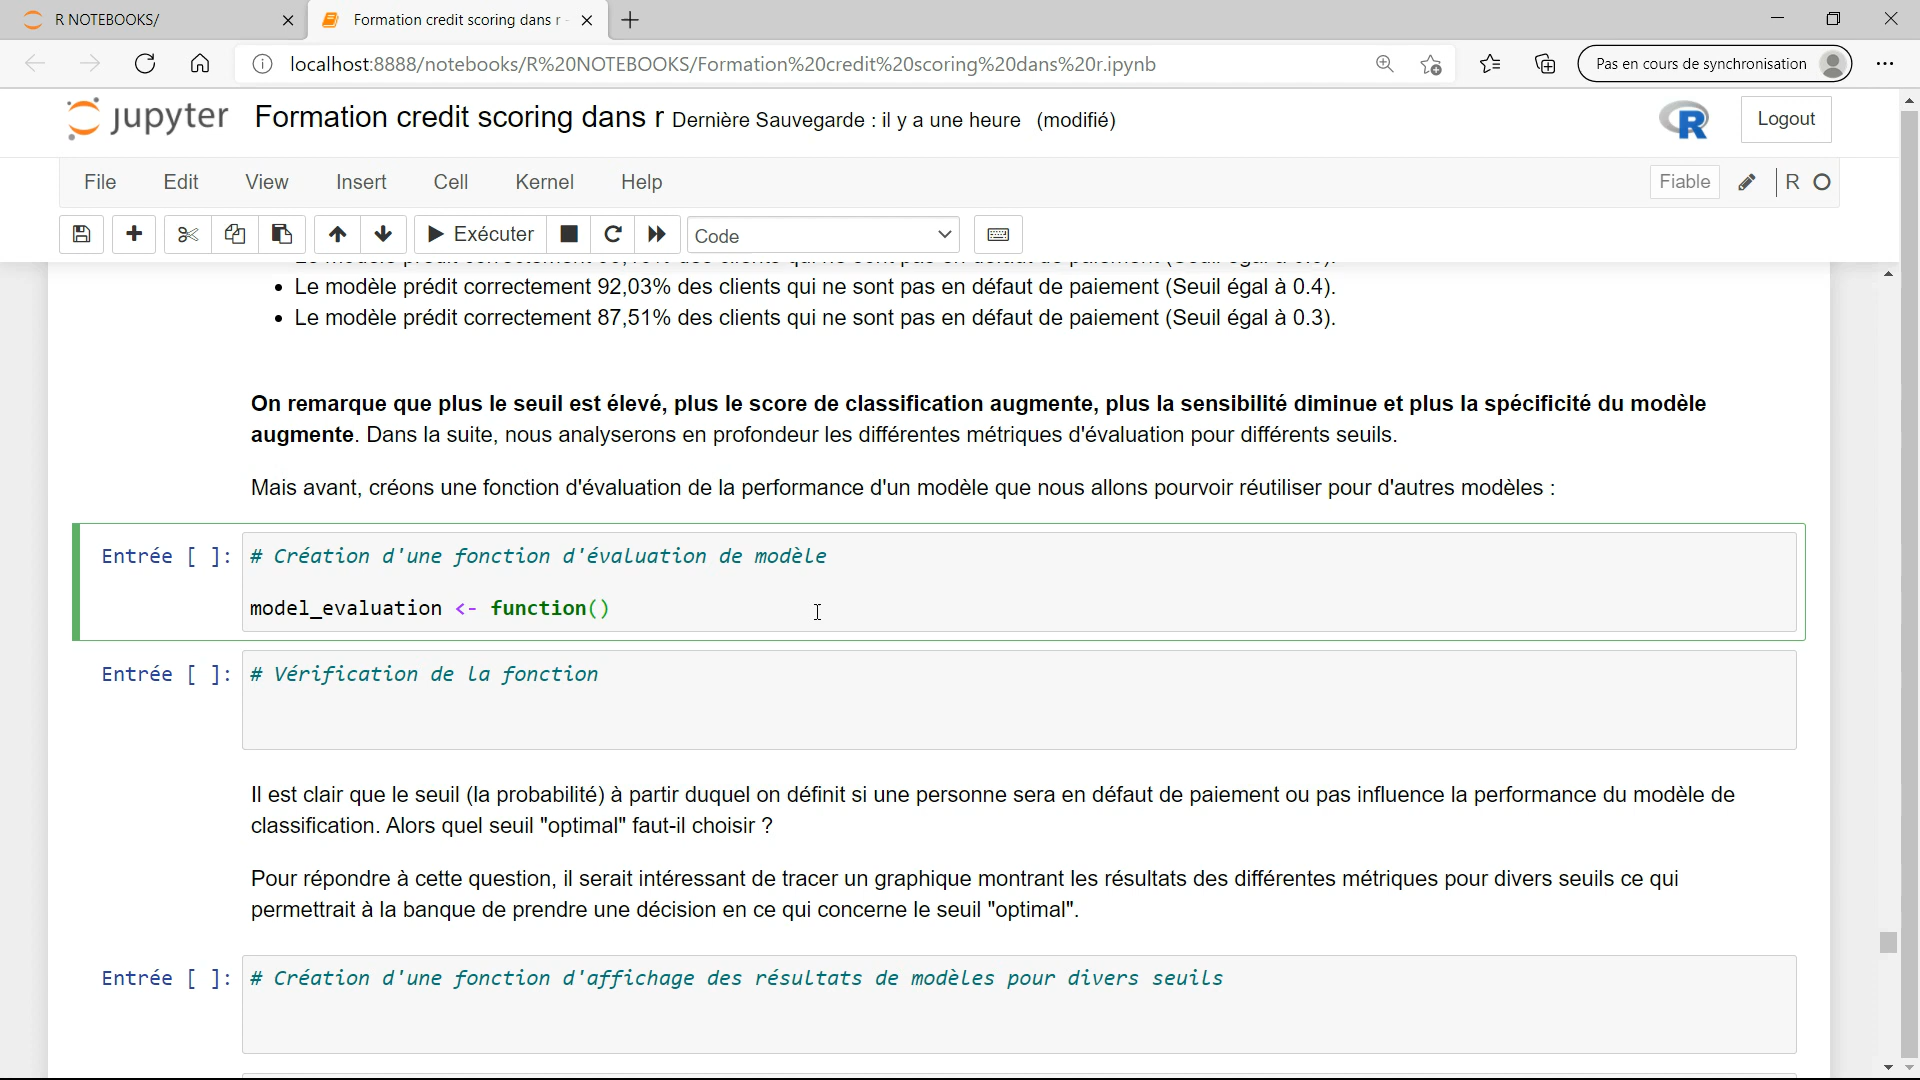 R NOTEBOOKS/
Formation credit scoring dans r -
localhost:8888/notebooks/R%20NOTEBOOKS/Formation%20credit%20scoring%20dans%20r.ipynb
Pas en cours de synchronisation
jupyter Formation credit scoring dans r Dernière Sauvegarde : il y a une heure (modifié)
R
Logout
File Edit View Insert Cell Kernel Help
Fiable
R
Exécuter
Code
• Le modèle prédit correctement 92,03% des clients qui ne sont pas en défaut de paiement (Seuil égal à 0.4).
• Le modèle prédit correctement 87,51% des clients qui ne sont pas en défaut de paiement (Seuil égal à 0.3).
On remarque que plus le seuil est élevé, plus le score de classification augmente, plus la sensibilité diminue et plus la spécificité du modèle
augmente. Dans la suite, nous analyserons en profondeur les différentes métriques d'évaluation pour différents seuils.
Mais avant, créons une fonction d'évaluation de la performance d'un modèle que nous allons pourvoir réutiliser pour d'autres modèles :
Entrée [ ]: # Création d'une fonction d'évaluation de modèle
model_evaluation <- function()
Entrée [ ]: # Vérification de la fonction
Il est clair que le seuil (la probabilité) à partir duquel on définit si une personne sera en défaut de paiement ou pas influence la performance du modèle de
classification. Alors quel seuil "optimal" faut-il choisir ?
Pour répondre à cette question, il serait intéressant de tracer un graphique montrant les résultats des différentes métriques pour divers seuils ce qui
permettrait à la banque de prendre une décision en ce qui concerne le seuil "optimal".
Entrée [ ]: # Création d'une fonction d'affichage des résultats de modèles pour divers seuils